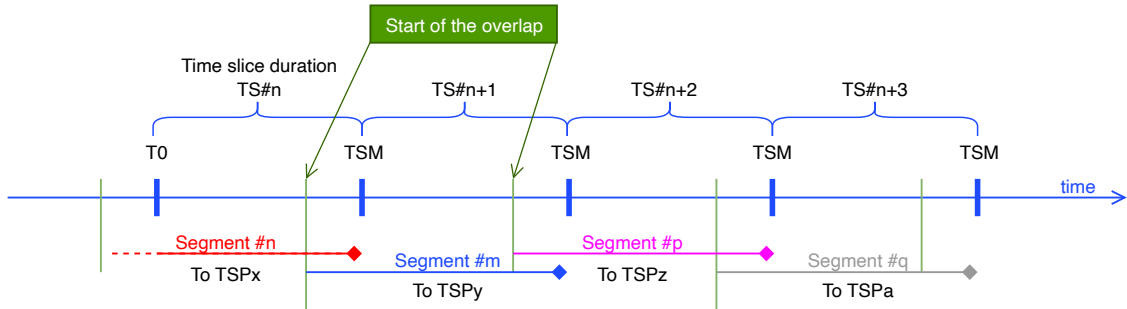 Start of the overlap
Time slice duration
TS#n
TS#n+1
TS#n+2
TS#n+3
T0
TSM
TSM
TSM
TSM
time
Segment #n
Segment #p
To TSPx
Segment #m
To TSPz
Segment #q
To TSPy
To TSPa